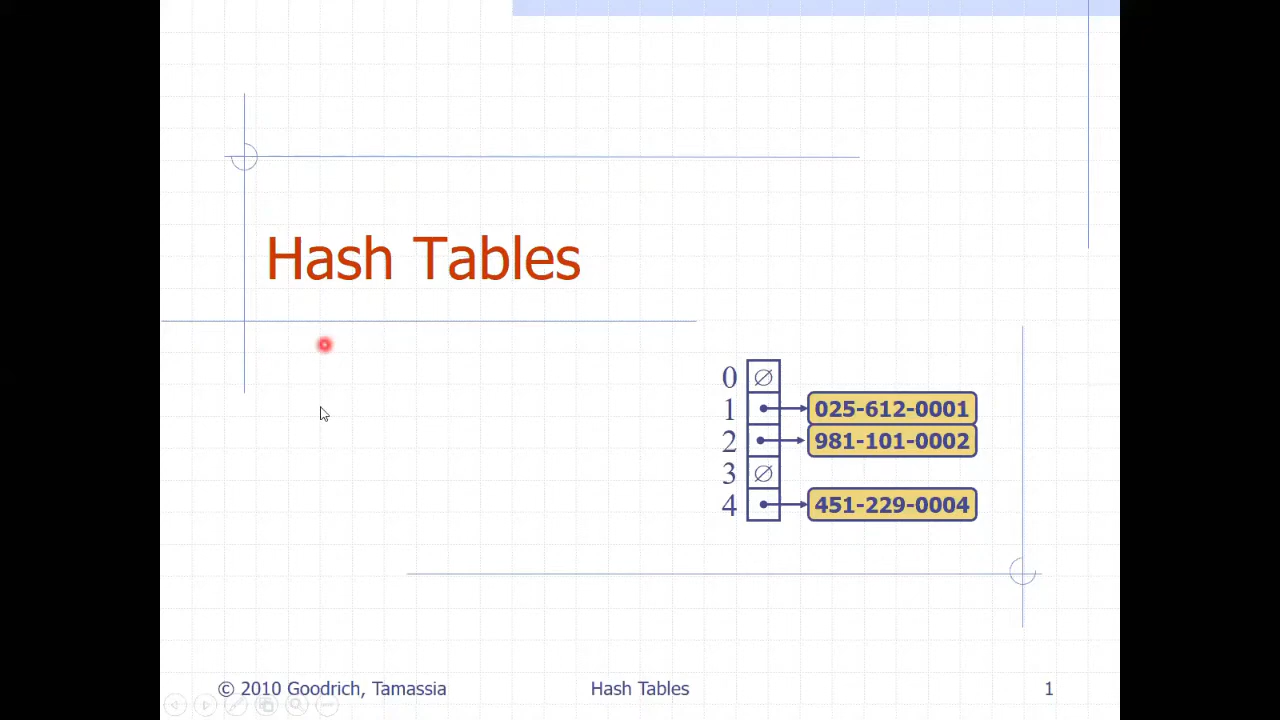 Hash Tables
0 ∅
1 025-612-0001
2 981-101-0002
3 ∅
4 451-229-0004
© 2010 Goodrich, Tamassia Hash Tables 1